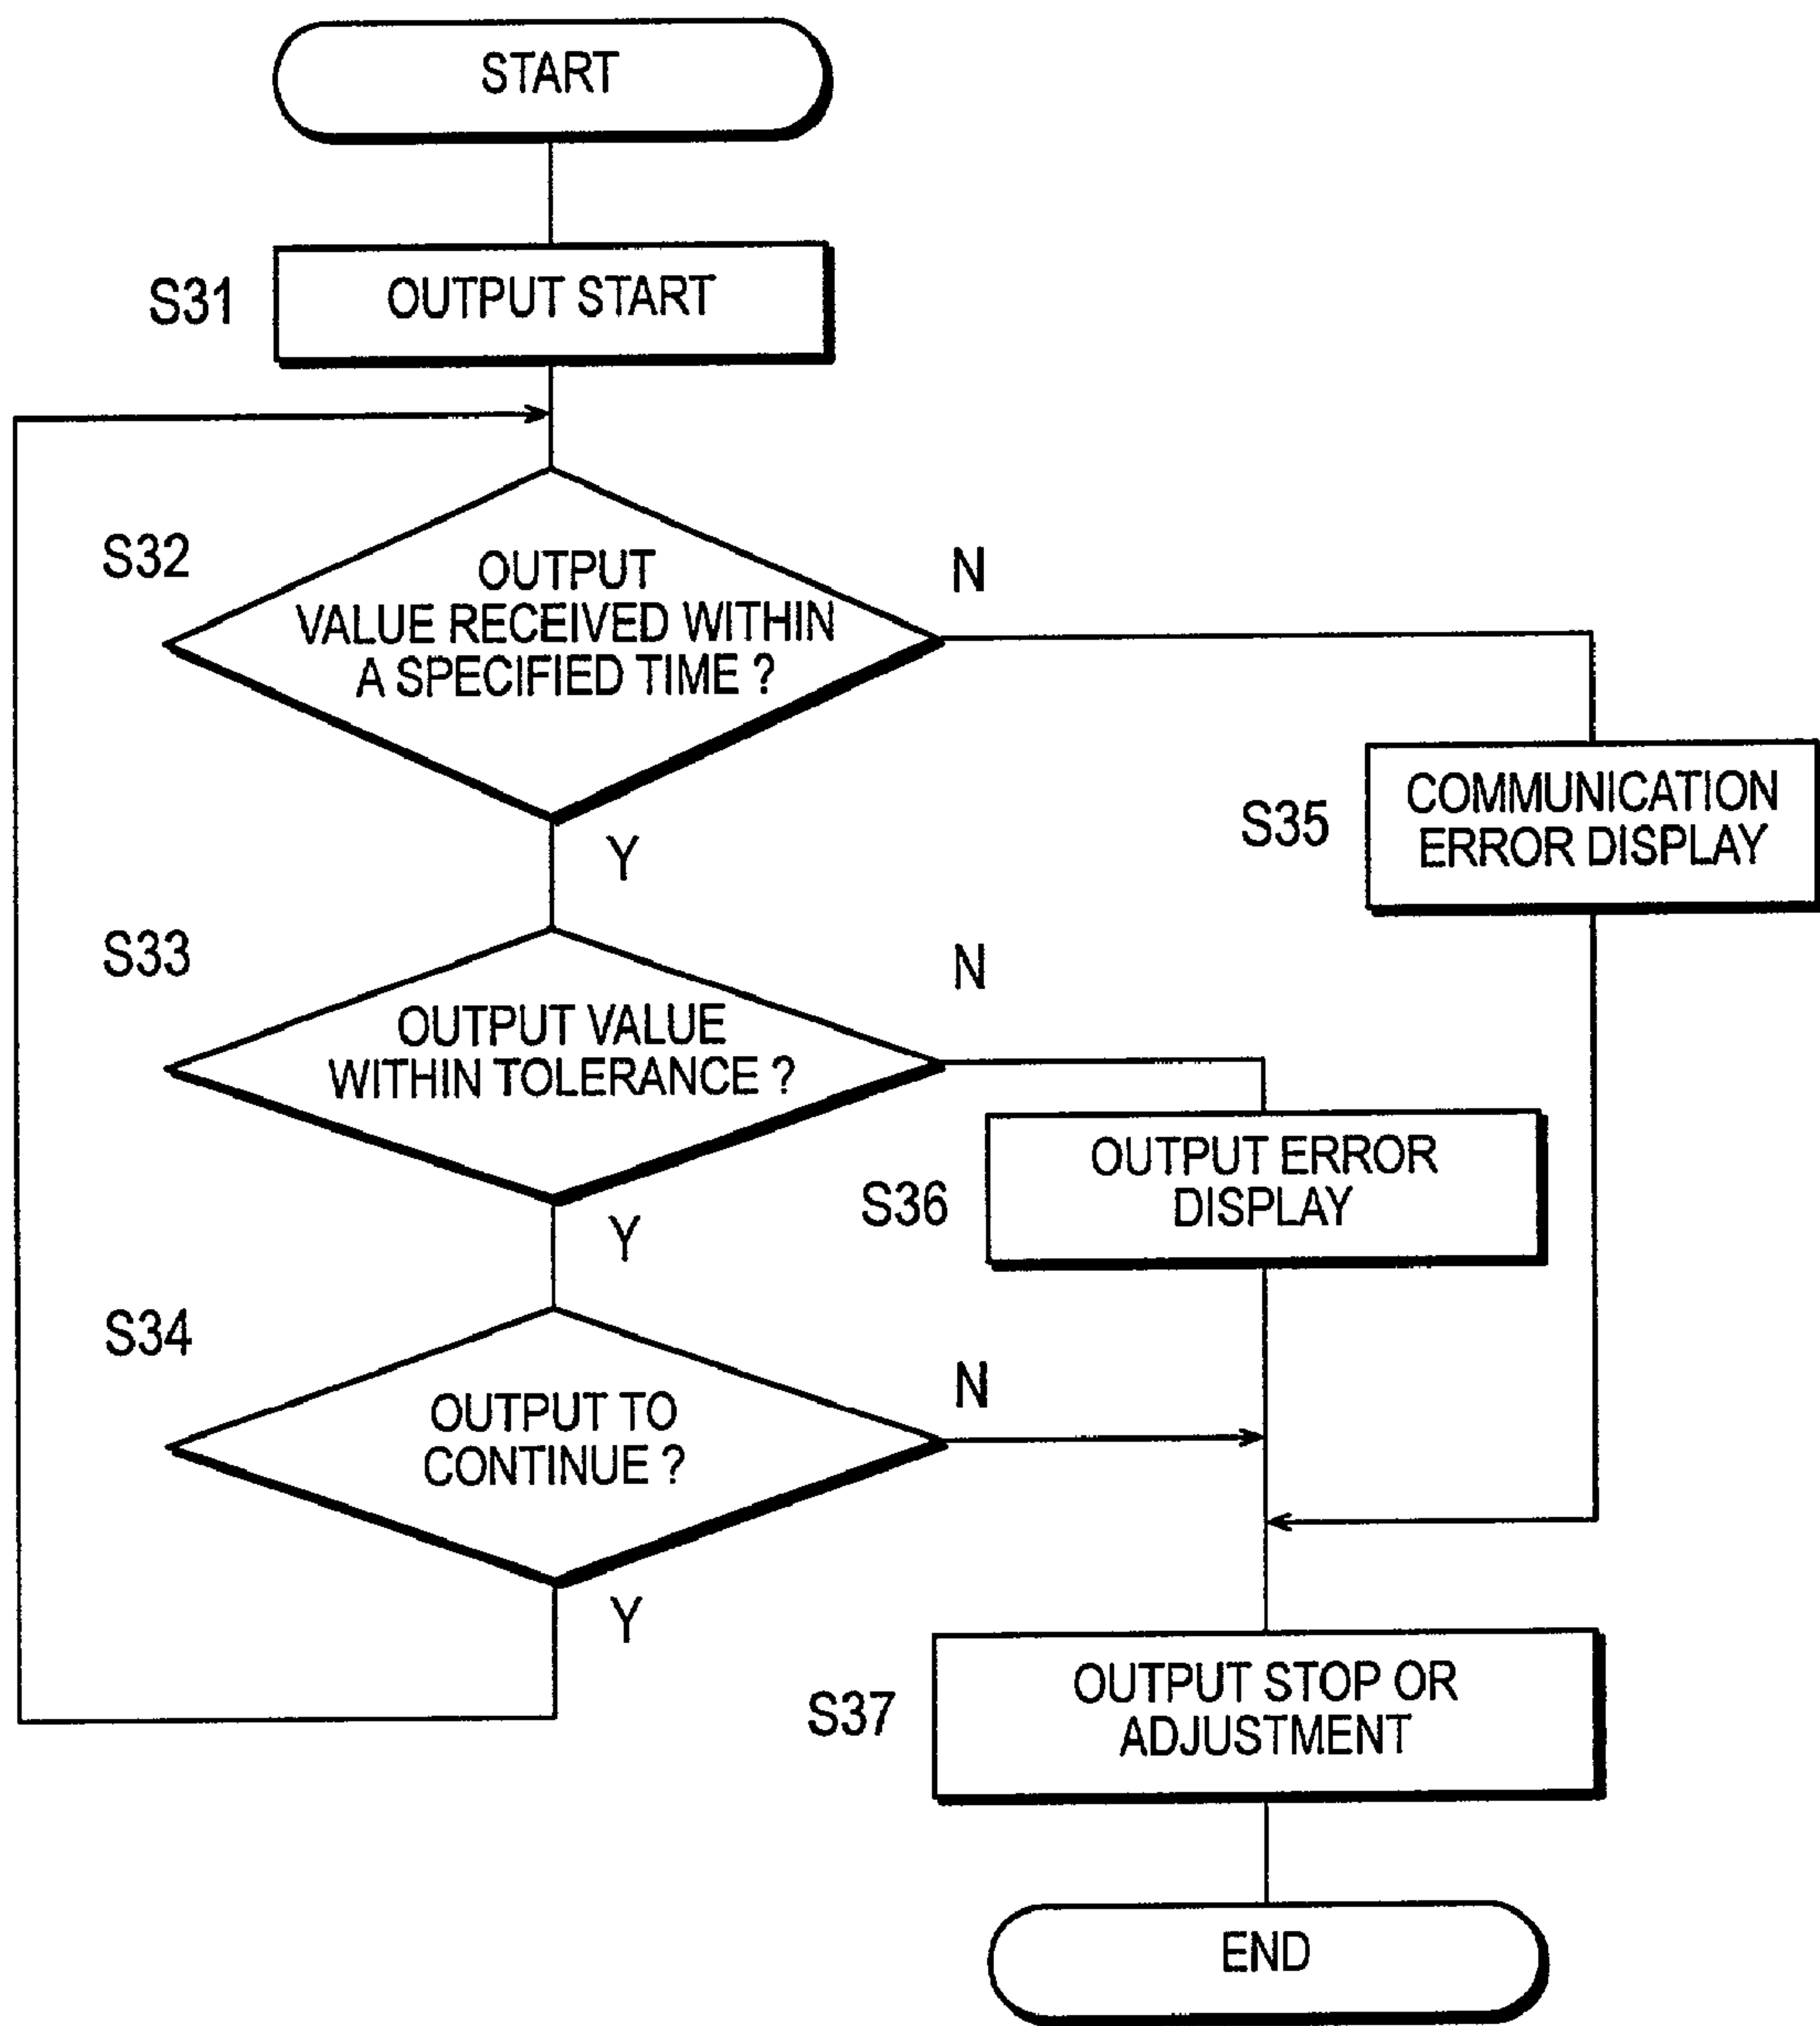 START
S31
OUTPUT START
S32
OUTPUT
VALUE RECEIVED WITHIN
A SPECIFIED TIME ?
N
Y
S35
COMMUNICATION
ERROR DISPLAY
S33
OUTPUT VALUE
WITHIN TOLERANCE ?
N
Y
S36
OUTPUT ERROR
DISPLAY
S34
OUTPUT TO
CONTINUE ?
N
Y
S37
OUTPUT STOP OR
ADJUSTMENT
END